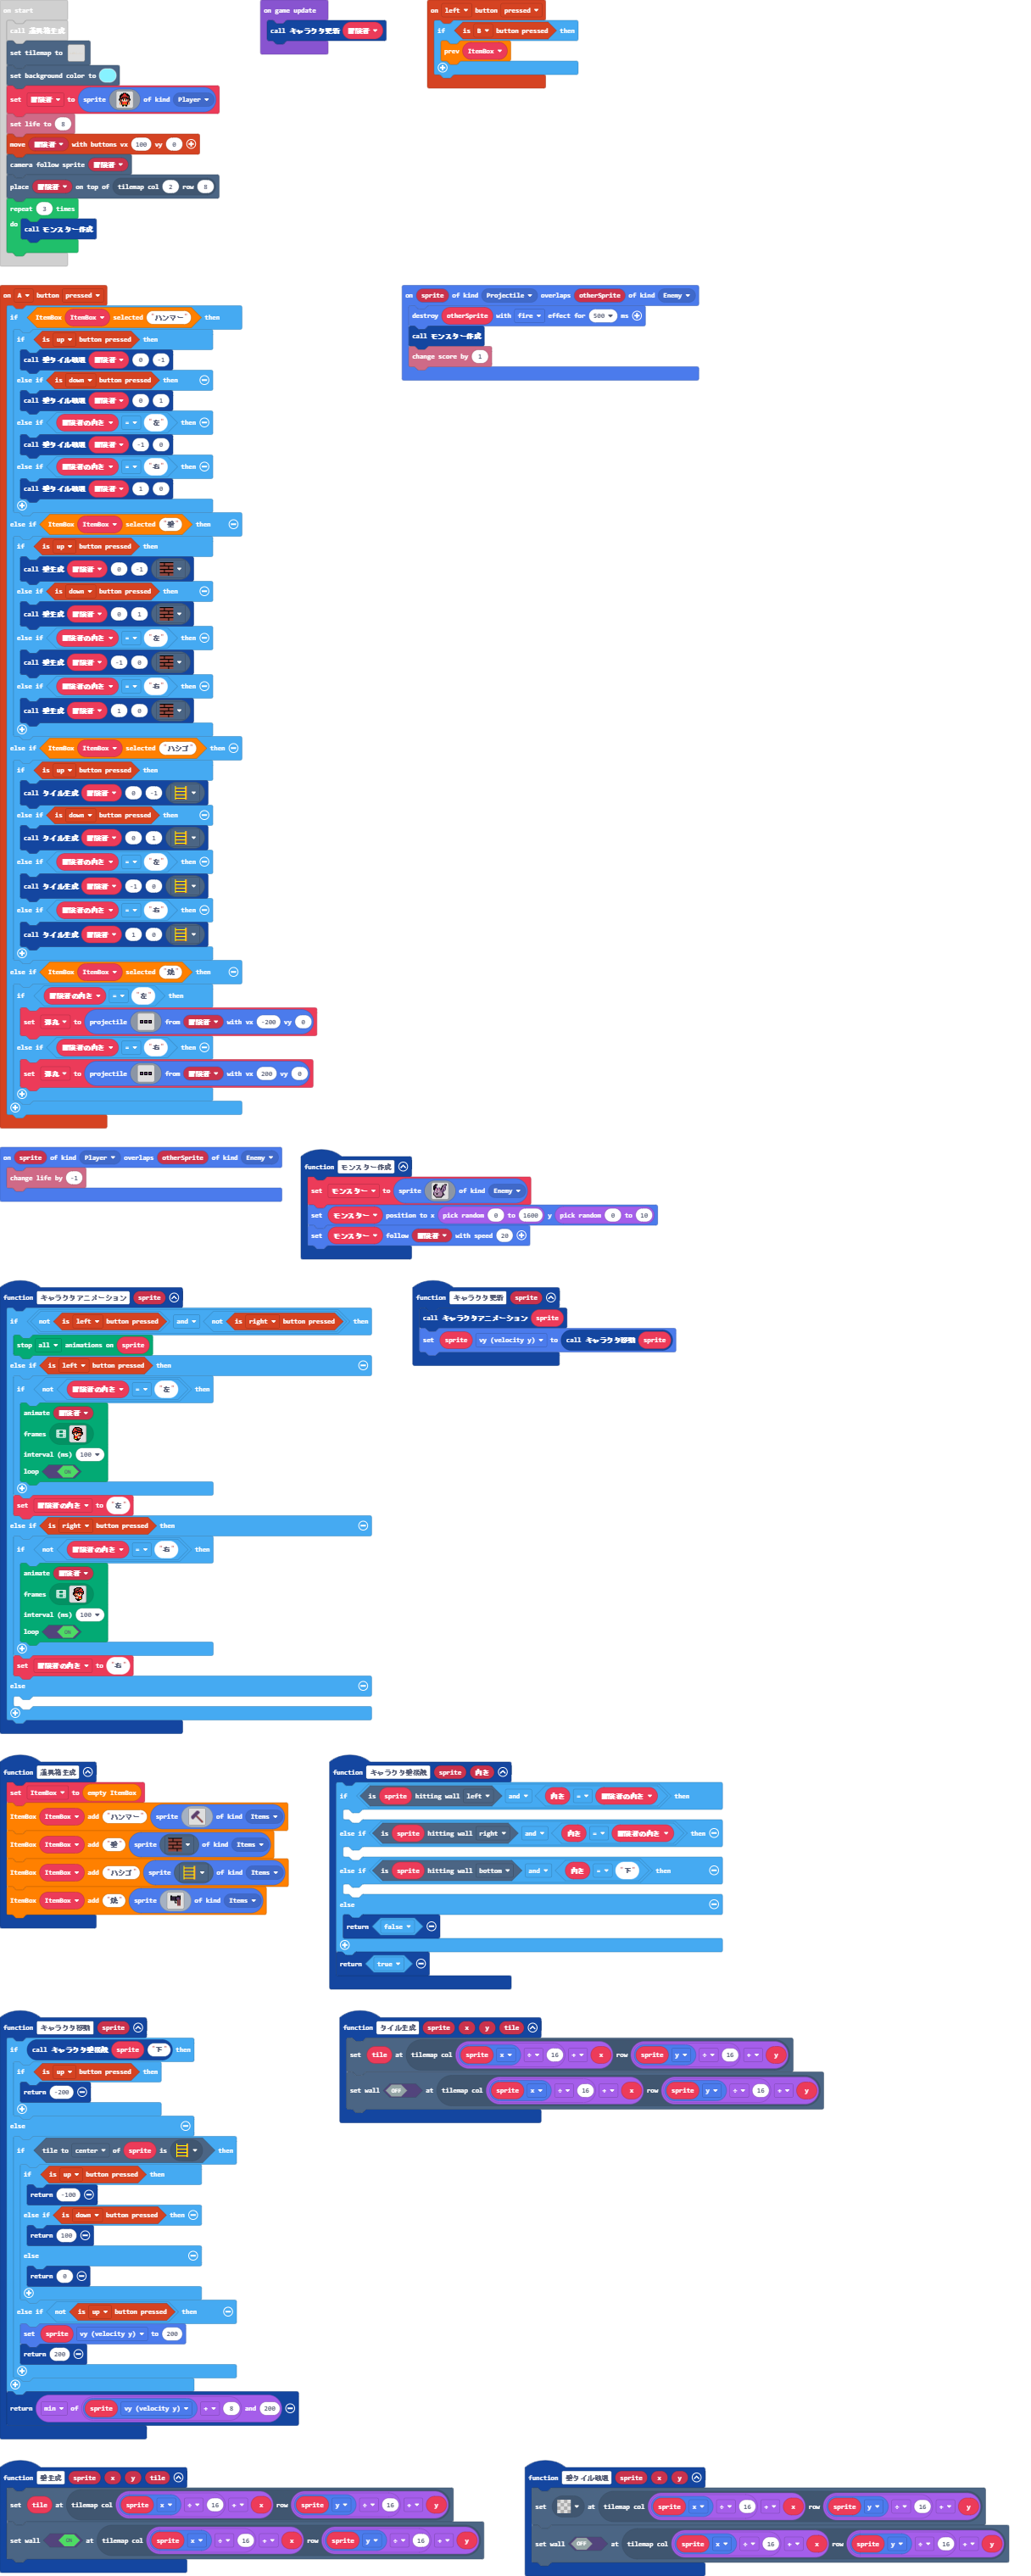 on start
call 道具箱生成
set tilemap to
set background color to
set 冒険者 to sprite of kind Player
set life to 8
move 冒険者 with buttons vx 100 vy 0
camera follow sprite 冒険者
place 冒険者 on top of tilemap col 2 row 8
repeat 3 times
do call モンスター作成
on game update
call キャラクタ更新 冒険者
on left button pressed
if is B button pressed then
prev ItemBox
on A button pressed
if ItemBox ItemBox selected "ハンマー" then
if is up button pressed then
call 壁タイル破壊 冒険者 0 -1
else if is down button pressed then
call 壁タイル破壊 冒険者 0 1
else if 冒険者の向き = "左" then
call 壁タイル破壊 冒険者 -1 0
else if 冒険者の向き = "右" then
call 壁タイル破壊 冒険者 1 0
else if ItemBox ItemBox selected "壁" then
if is up button pressed then
call 壁生成 冒険者 0 -1
else if is down button pressed then
call 壁生成 冒険者 0 1
else if 冒険者の向き = "左" then
call 壁生成 冒険者 -1 0
else if 冒険者の向き = "右" then
call 壁生成 冒険者 1 0
else if ItemBox ItemBox selected "ハシゴ" then
if is up button pressed then
call タイル生成 冒険者 0 -1
else if is down button pressed then
call タイル生成 冒険者 0 1
else if 冒険者の向き = "左" then
call タイル生成 冒険者 -1 0
else if 冒険者の向き = "右" then
call タイル生成 冒険者 1 0
else if ItemBox ItemBox selected "銃" then
if 冒険者の向き = "左" then
set 弾丸 to projectile from 冒険者 with vx -200 vy 0
else if 冒険者の向き = "右" then
set 弾丸 to projectile from 冒険者 with vx 200 vy 0
on sprite of kind Projectile overlaps otherSprite of kind Enemy
destroy otherSprite with fire effect for 500 ms
call モンスター作成
change score by 1
on sprite of kind Player overlaps otherSprite of kind Enemy
change life by -1
function モンスター作成
set モンスター to sprite of kind Enemy
set モンスター position to x pick random 0 to 1600 y pick random 0 to 10
set モンスター follow 冒険者 with speed 20
function キャラクタアニメーション sprite
if not is left button pressed and not is right button pressed then
stop all animations on sprite
else if is left button pressed then
if not 冒険者の向き = "左" then
animate 冒険者
frames
interval (ms) 100
loop ON
set 冒険者の向き to "左"
else if is right button pressed then
if not 冒険者の向き = "右" then
animate 冒険者
frames
interval (ms) 100
loop ON
set 冒険者の向き to "右"
else
function キャラクタ更新 sprite
call キャラクタアニメーション sprite
set sprite vy (velocity y) to call キャラクタ移動 sprite
function 道具箱生成
set ItemBox to empty ItemBox
ItemBox ItemBox add "ハンマー" sprite of kind Items
ItemBox ItemBox add "壁" sprite of kind Items
ItemBox ItemBox add "ハシゴ" sprite of kind Items
ItemBox ItemBox add "銃" sprite of kind Items
function キャラクタ壁接触 sprite 向き
if is sprite hitting wall left and 向き = 冒険者の向き then
else if is sprite hitting wall right and 向き = 冒険者の向き then
else if is sprite hitting wall bottom and 向き = "下" then
else
return false
return true
function キャラクタ移動 sprite
if call キャラクタ壁接触 sprite "下" then
if is up button pressed then
return -200
else
if tile to center of sprite is then
if is up button pressed then
return -100
else if is down button pressed then
return 100
else
return 0
else if not is up button pressed then
set sprite vy (velocity y) to 200
return 200
return min of sprite vy (velocity y) + 8 and 200
function タイル生成 sprite x y tile
set tile at tilemap col sprite x ÷ 16 + x row sprite y ÷ 16 + y
set wall OFF at tilemap col sprite x ÷ 16 + x row sprite y ÷ 16 + y
function 壁生成 sprite x y tile
set tile at tilemap col sprite x ÷ 16 + x row sprite y ÷ 16 + y
set wall ON at tilemap col sprite x ÷ 16 + x row sprite y ÷ 16 + y
function 壁タイル破壊 sprite x y
set at tilemap col sprite x ÷ 16 + x row sprite y ÷ 16 + y
set wall OFF at tilemap col sprite x ÷ 16 + x row sprite y ÷ 16 + y